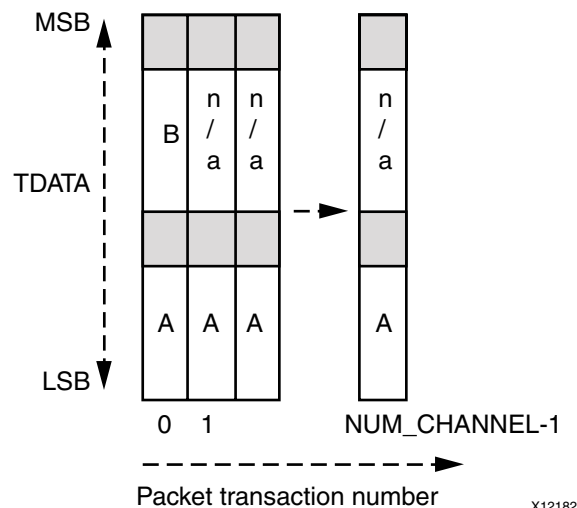 MSB
B
n
/
a
n
/
a
n
/
a
TDATA
A
A
A
A
LSB
0
1
NUM_CHANNEL-1
Packet transaction number
X12182